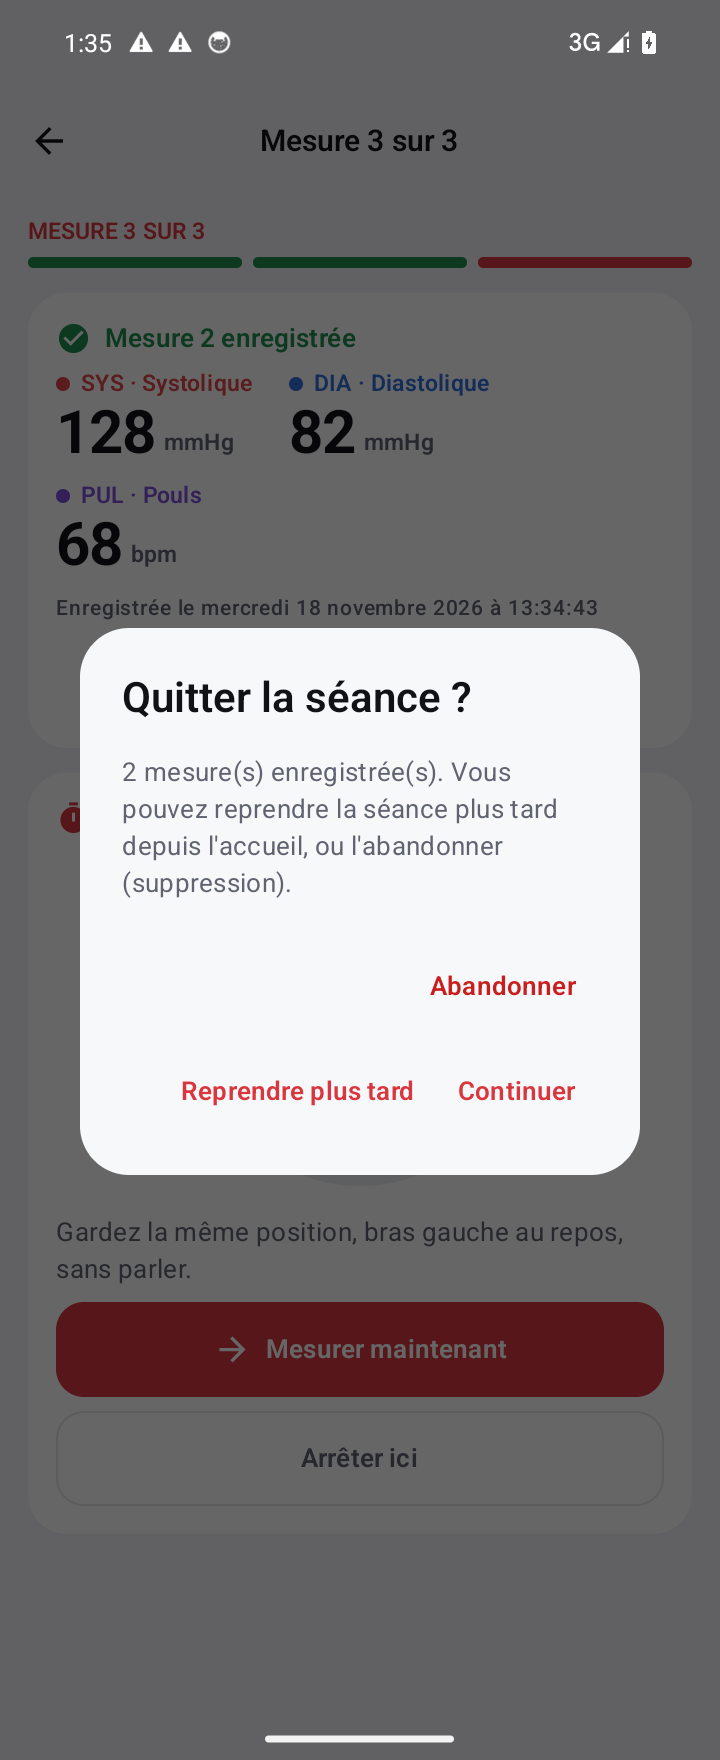 1:35
3G
Mesure 3 sur 3
MESURE 3 SUR 3
Mesure 2 enregistrée
SYS · Systolique
DIA · Diastolique
128 mmHg
82 mmHg
PUL · Pouls
68 bpm
Enregistrée le mercredi 18 novembre 2026 à 13:34:43
Quitter la séance ?
2 mesure(s) enregistrée(s). Vous
pouvez reprendre la séance plus tard
depuis l'accueil, ou l'abandonner
(suppression).
Abandonner
Reprendre plus tard
Continuer
Gardez la même position, bras gauche au repos,
sans parler.
Mesurer maintenant
Arrêter ici